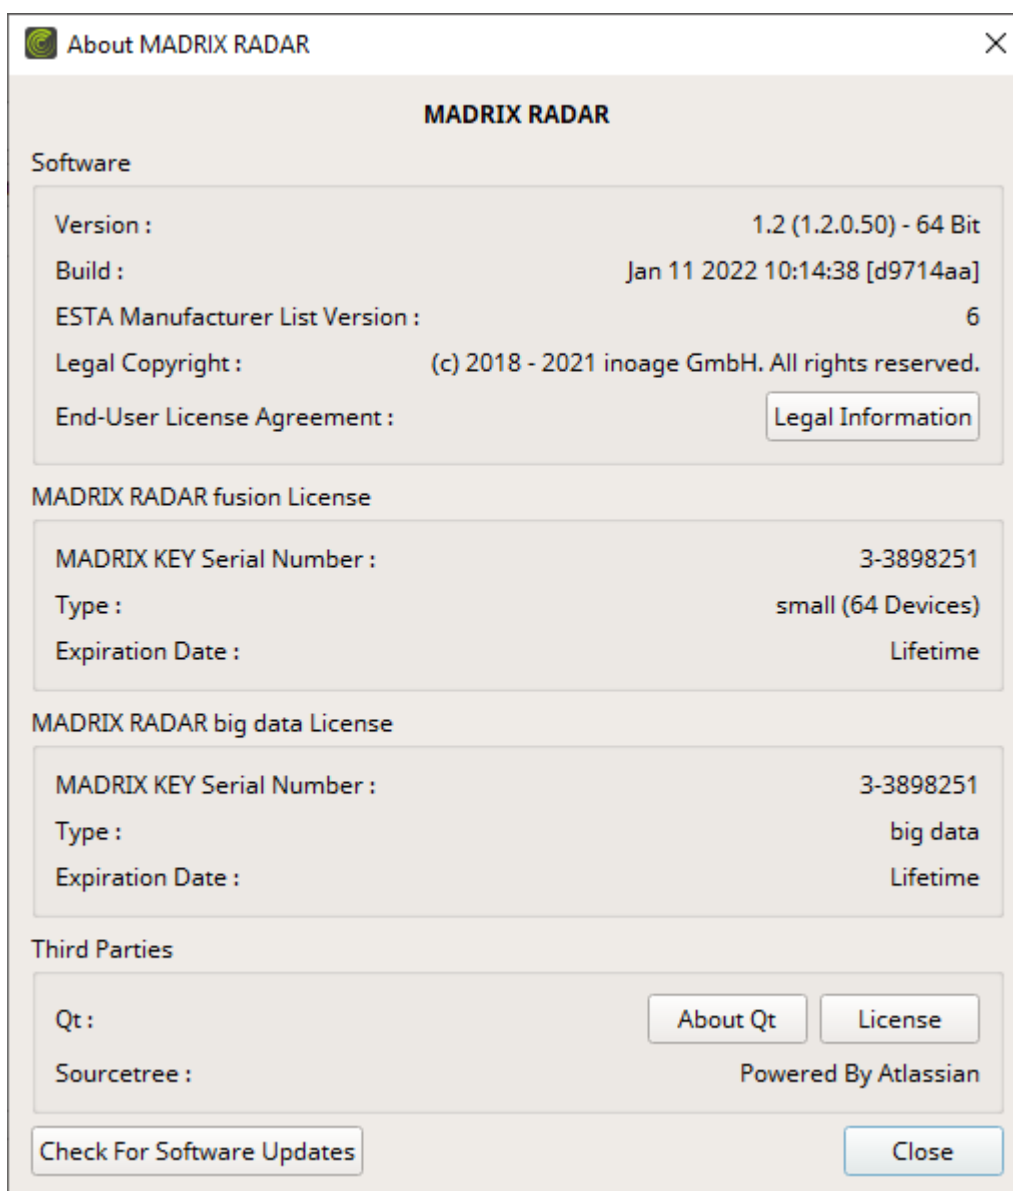 About MADRIX RADAR
MADRIX RADAR
Software
Version : 1.2 (1.2.0.50) - 64 Bit
Build : Jan 11 2022 10:14:38 [d9714aa]
ESTA Manufacturer List Version : 6
Legal Copyright : (c) 2018 - 2021 inoage GmbH. All rights reserved.
End-User License Agreement : Legal Information
MADRIX RADAR fusion License
MADRIX KEY Serial Number : 3-3898251
Type : small (64 Devices)
Expiration Date : Lifetime
MADRIX RADAR big data License
MADRIX KEY Serial Number : 3-3898251
Type : big data
Expiration Date : Lifetime
Third Parties
Qt : About Qt License
Sourcetree : Powered By Atlassian
Check For Software Updates Close